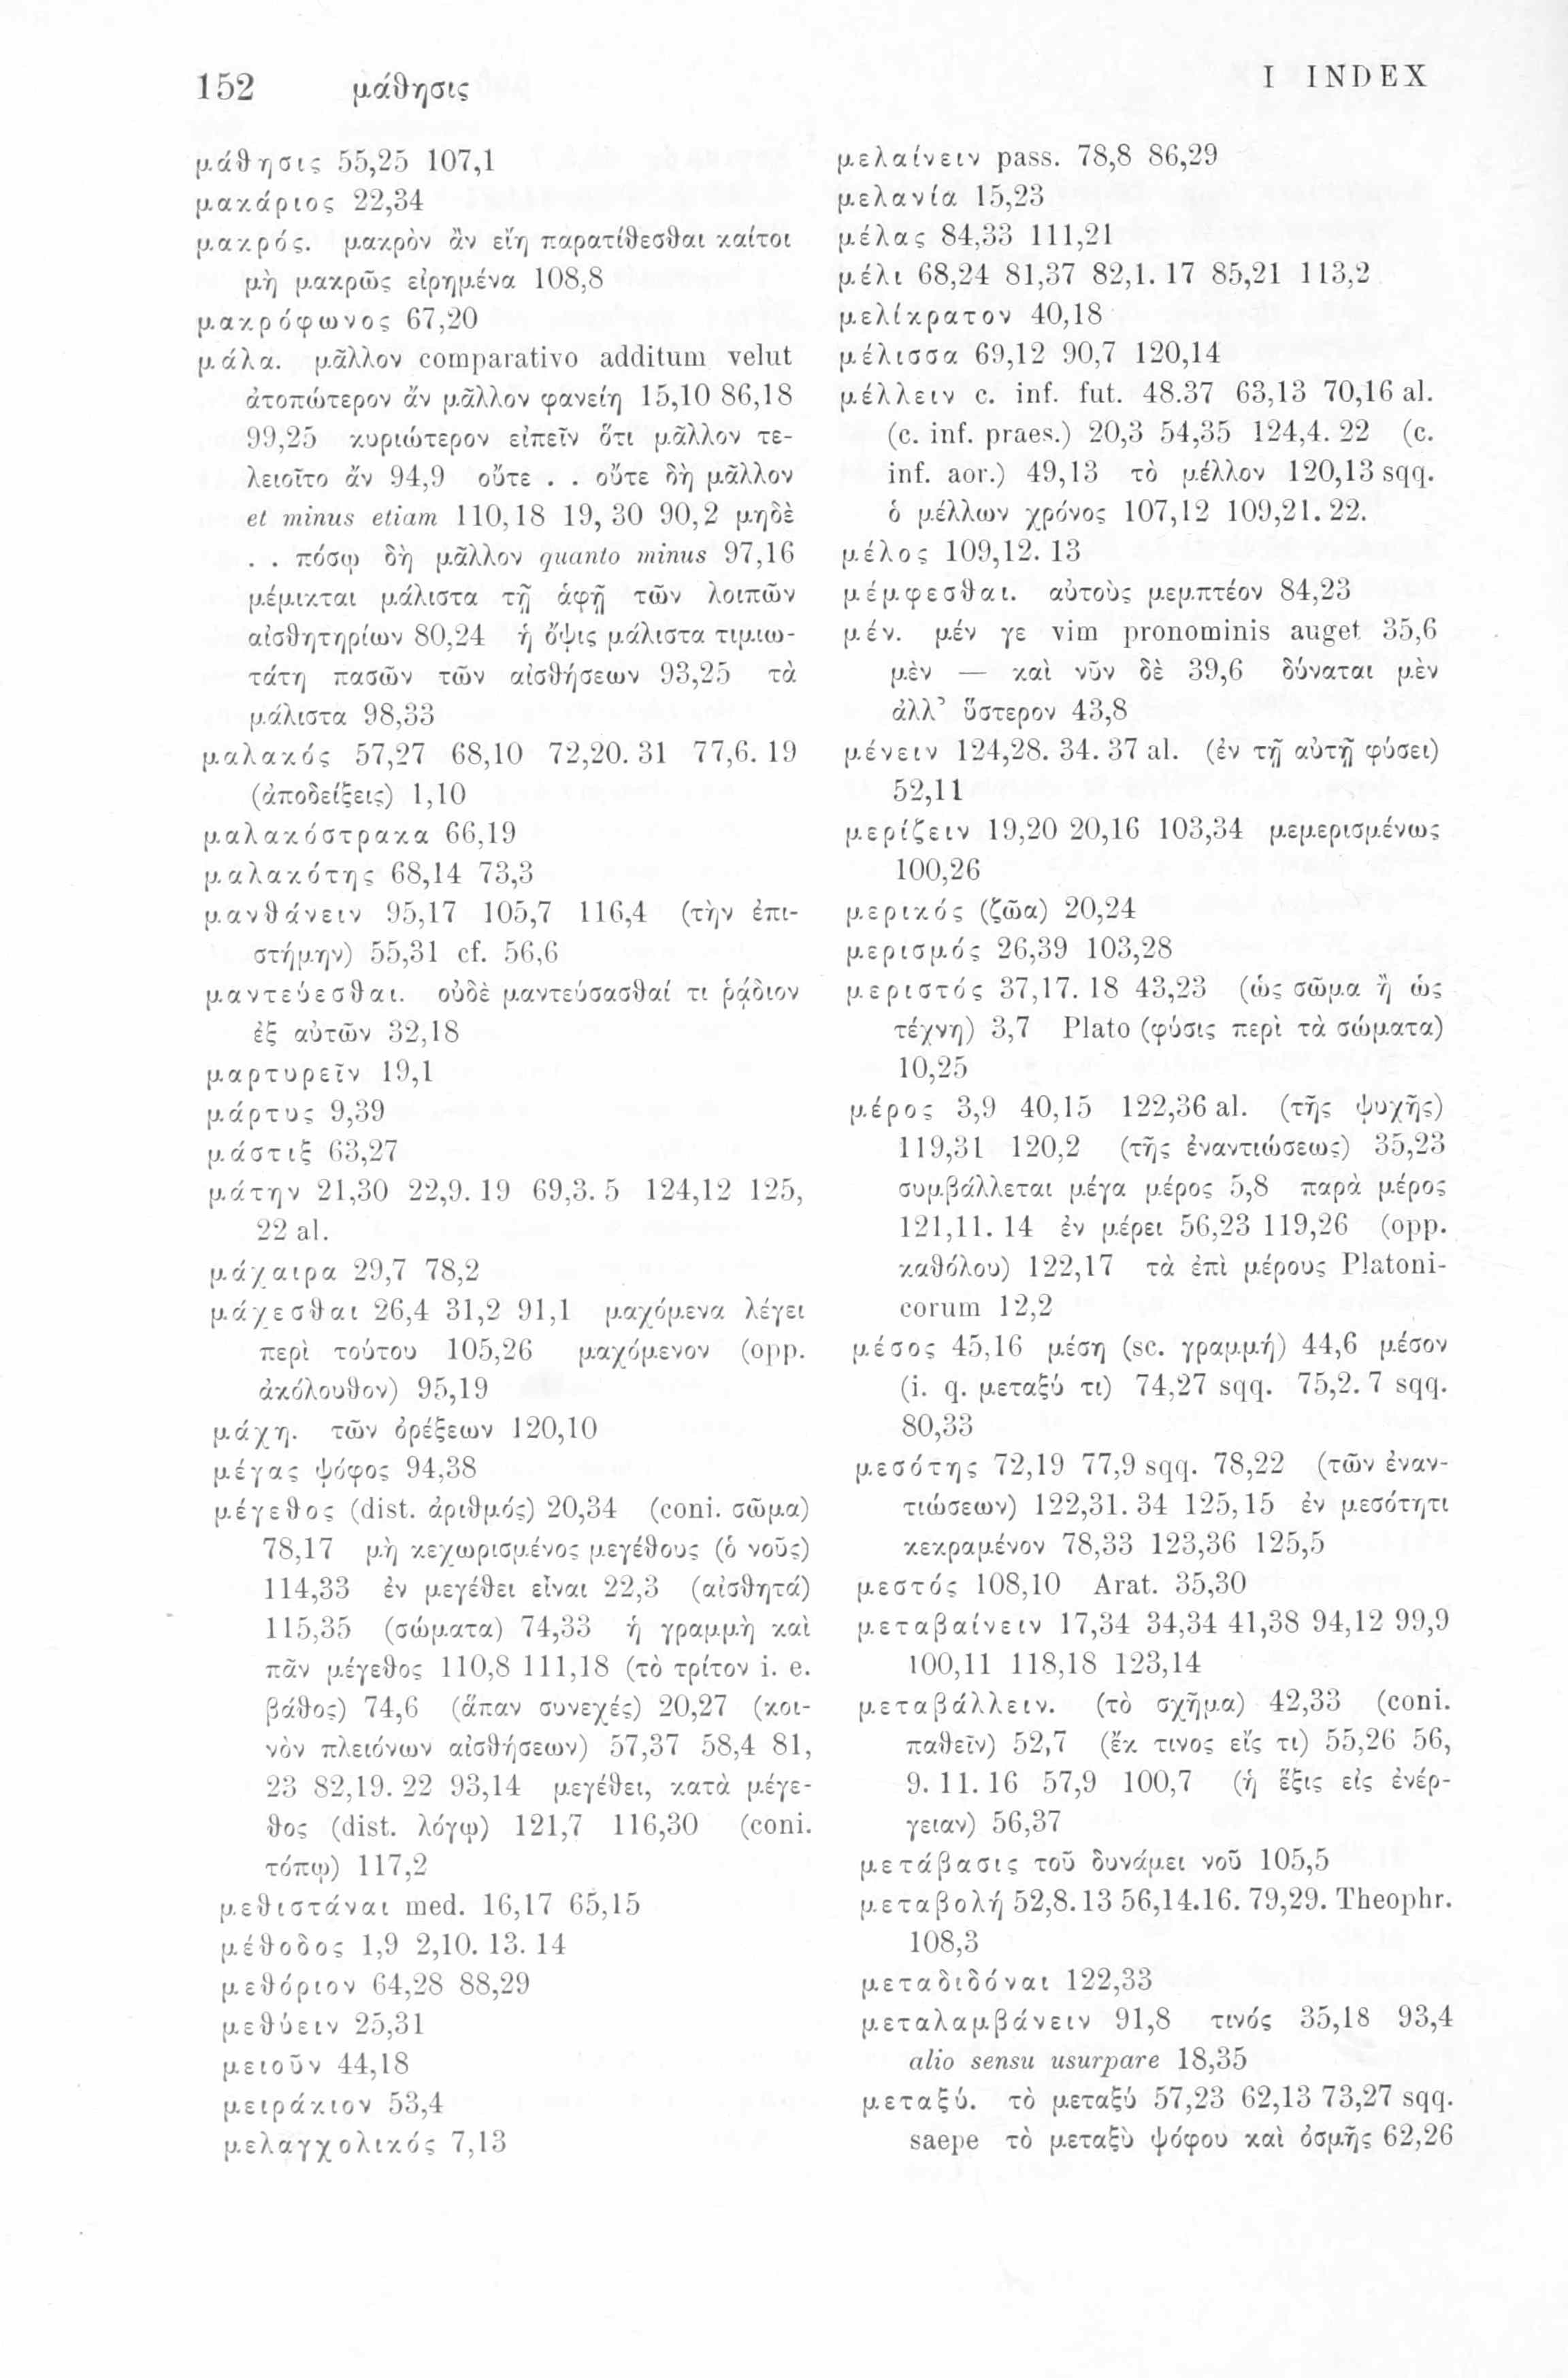 152 μάθησις I INDEX
μάθησις 55,25 107,1
μακάριος 22,34
μακρός. μακρὸν ἂν εἴη παρατίθεσθαι καίτοι
μὴ μακρῶς εἰρημένα 108,8
μακρόφωνος 67,20
μάλα. μᾶλλον comparativo additum velut
ἀτοπώτερον ἄν μᾶλλον φανείη 15,10 86,18
99,25 κυριώτερον εἰπεῖν ὅτι μᾶλλον τε-
λειοῖτο ἄν 94,9 οὔτε . . οὔτε δὴ μᾶλλον
et minus etiam 110,18 19,30 90,2 μηδὲ
. . πόσῳ δὴ μᾶλλον quanto minus 97,16
μέμικται μάλιστα τῇ ἁφῇ τῶν λοιπῶν
αἰσθητηρίων 80,24 ἡ ὄψις μάλιστα τιμιω-
τάτη πασῶν τῶν αἰσθήσεων 93,25 τὰ
μάλιστα 98,33
μαλακός 57,27 68,10 72,20. 31 77,6. 19
(ἀποδείξεις) 1,10
μαλακόστρακα 66,19
μαλακότης 68,14 73,3
μανθάνειν 95,17 105,7 116,4 (τὴν ἐπι-
στήμην) 55,31 cf. 56,6
μαντεύεσθαι. οὐδὲ μαντεύσασθαί τι ῥᾴδιον
ἐξ αὐτῶν 32,18
μαρτυρεῖν 19,1
μάρτυς 9,39
μάστιξ 63,27
μάτην 21,30 22,9. 19 69,3. 5 124,12 125,
22 al.
μάχαιρα 29,7 78,2
μάχεσθαι 26,4 31,2 91,1 μαχόμενα λέγει
περὶ τούτου 105,26 μαχόμενον (opp.
ἀκόλουθον) 95,19
μάχη. τῶν ὀρέξεων 120,10
μέγας ψόφος 94,38
μέγεθος (dist. ἀριθμός) 20,34 (coni. σῶμα)
78,17 μὴ κεχωρισμένος μεγέθους (ὁ νοῦς)
114,33 ἐν μεγέθει εἶναι 22,3 (αἰσθητά)
115,35 (σώματα) 74,33 ἡ γραμμὴ καὶ
πᾶν μέγεθος 110,8 111,18 (τὸ τρίτον i. e.
βάθος) 74,6 (ἅπαν συνεχές) 20,27 (κοι-
νὸν πλειόνων αἰσθήσεων) 57,37 58,4 81,
23 82,19. 22 93,14 μεγέθει, κατὰ μέγε-
θος (dist. λόγῳ) 121,7 116,30 (coni.
τόπῳ) 117,2
μεθιστάναι med. 16,17 65,15
μέθοδος 1,9 2,10. 13. 14
μεθόριον 64,28 88,29
μεθύειν 25,31
μειοῦν 44,18
μειράκιον 53,4
μελαγχολικός 7,13
μελαίνειν pass. 78,8 86,29
μελανία 15,23
μέλας 84,33 111,21
μέλι 68,24 81,37 82,1. 17 85,21 113,2
μελίκρατον 40,18
μέλισσα 69,12 90,7 120,14
μέλλειν c. inf. fut. 48.37 63,13 70,16 al.
(c. inf. praes.) 20,3 54,35 124,4. 22 (c.
inf. aor.) 49,13 τὸ μέλλον 120,13 sqq.
ὁ μέλλων χρόνος 107,12 109,21. 22.
μέλος 109,12. 13
μέμφεσθαι. αὐτοὺς μεμπτέον 84,23
μέν. μέν γε vim pronominis auget 35,6
μὲν — καὶ νῦν δὲ 39,6 δύναται μὲν
ἀλλ’ ὕστερον 43,8
μένειν 124,28. 34. 37 al. (ἐν τῇ αὐτῇ φύσει)
52,11
μερίζειν 19,20 20,16 103,34 μεμερισμένως
100,26
μερικός (ζῶα) 20,24
μερισμός 26,39 103,28
μεριστός 37,17. 18 43,23 (ὡς σῶμα ἢ ὡς
τέχνη) 3,7 Plato (φύσις περὶ τὰ σώματα)
10,25
μέρος 3,9 40,15 122,36 al. (τῆς ψυχῆς)
119,31 120,2 (τῆς ἐναντιώσεως) 35,23
συμβάλλεται μέγα μέρος 5,8 παρὰ μέρος
121,11. 14 ἐν μέρει 56,23 119,26 (opp.
καθόλου) 122,17 τὰ ἐπὶ μέρους Platoni-
corum 12,2
μέσος 45,16 μέση (sc. γραμμή) 44,6 μέσον
(i. q. μεταξύ τι) 74,27 sqq. 75,2. 7 sqq.
80,33
μεσότης 72,19 77,9 sqq. 78,22 (τῶν ἐναν-
τιώσεων) 122,31. 34 125,15 ἐν μεσότητι
κεκραμένον 78,33 123,36 125,5
μεστός 108,10 Arat. 35,30
μεταβαίνειν 17,34 34,34 41,38 94,12 99,9
100,11 118,18 123,14
μεταβάλλειν. (τὸ σχῆμα) 42,33 (coni.
παθεῖν) 52,7 (ἔκ τινος εἴς τι) 55,26 56,
9. 11. 16 57,9 100,7 (ἡ ἕξις εἰς ἐνέρ-
γειαν) 56,37
μετάβασις τοῦ δυνάμει νοῦ 105,5
μεταβολή 52,8. 13 56,14.16. 79,29. Theophr.
108,3
μεταδιδόναι 122,33
μεταλαμβάνειν 91,8 τινός 35,18 93,4
alio sensu usurpare 18,35
μεταξύ. τὸ μεταξύ 57,23 62,13 73,27 sqq.
saepe τὸ μεταξὺ ψόφου καὶ ὀσμῆς 62,26